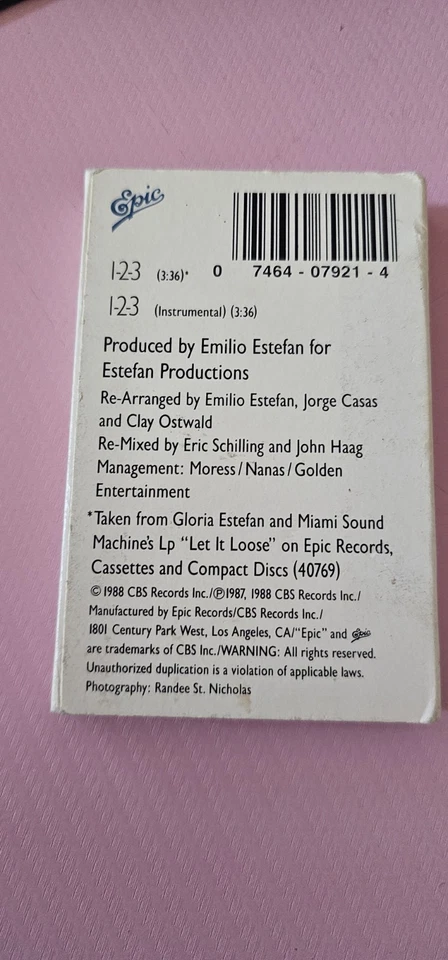 Epic
1-2-3 (3:36)* 0 7464-07921-4
1-2-3 (Instrumental) (3:36)
Produced by Emilio Estefan for
Estefan Productions
Re-Arranged by Emilio Estefan, Jorge Casas
and Clay Ostwald
Re-Mixed by Eric Schilling and John Haag
Management: Moress/Nanas/Golden
Entertainment
*Taken from Gloria Estefan and Miami Sound
Machine's Lp "Let It Loose" on Epic Records,
Cassettes and Compact Discs (40769)
© 1988 CBS Records Inc./℗1987, 1988 CBS Records Inc./
Manufactured by Epic Records/CBS Records Inc./
1801 Century Park West, Los Angeles, CA/"Epic" and Epic
are trademarks of CBS Inc./WARNING: All rights reserved.
Unauthorized duplication is a violation of applicable laws.
Photography: Randee St. Nicholas